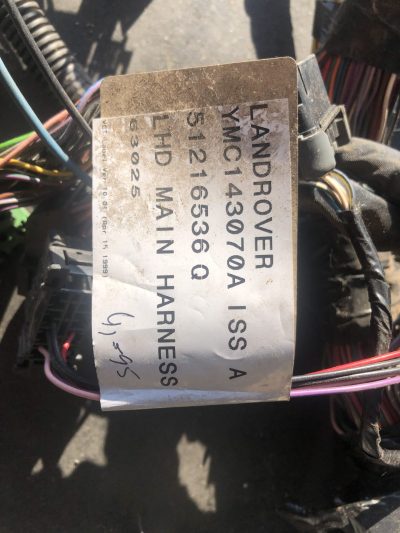 LANDROVER
YMC143070A ISS A
51216536 Q
LHD MAIN HARNESS
63025